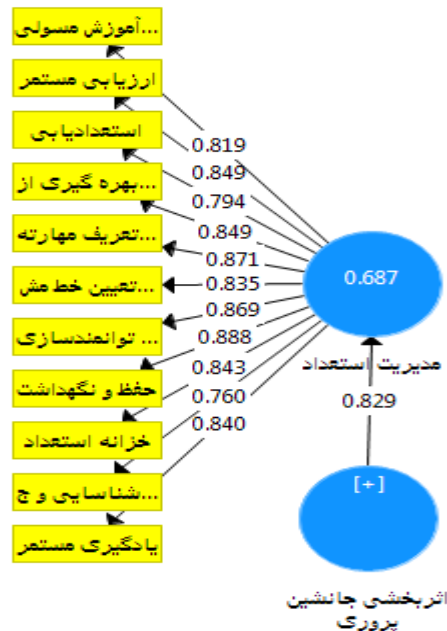 آموزش مسولی...
ارزیابی مستمر
استعدادیابی
بهره گیری از...
تعریف مهارته...
تعیین خط مش...
توانمندسازی ...
حفظ و نگهداشت
خزانه استعداد
شناسایی و ج...
یادگیری مستمر
0.819
0.849
0.794
0.849
0.871
0.835
0.869
0.888
0.843
0.760
0.840
0.687
مدیریت استعداد
0.829
[+]
اثربخشی جانشین
پروری